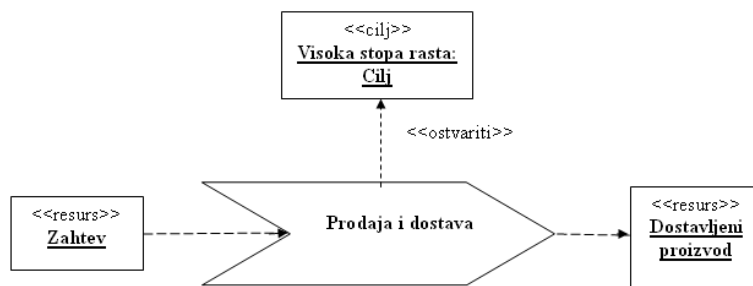 <<cilj>>
Visoka stopa rasta:
Cilj
<<ostvariti>>
<<resurs>>
Zahtev
Prodaja i dostava
<<resurs>>
Dostavljeni
proizvod